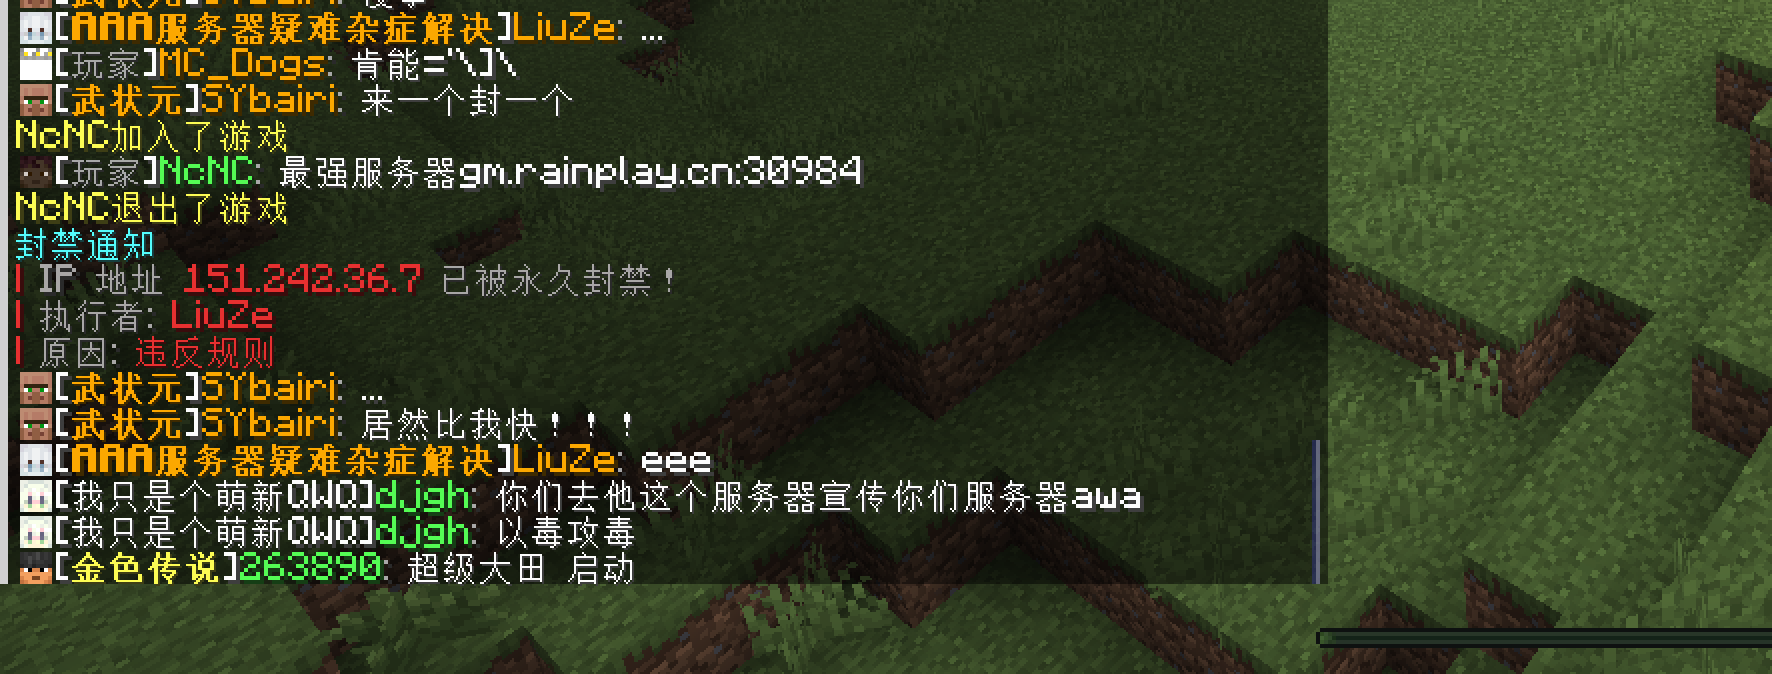 [AAA服务器疑难杂症解决]LiuZe: ...
[玩家]MC_Dogs: 肯能='\]\
[武状元]SYbairi: 来一个封一个
NcNC加入了游戏
[玩家]NcNC: 最强服务器gm.rainplay.cn:30984
NcNC退出了游戏
封禁通知
| IP 地址 151.242.36.7 已被永久封禁！
| 执行者: LiuZe
| 原因: 违反规则
[武状元]SYbairi: ...
[武状元]SYbairi: 居然比我快！！！
[AAA服务器疑难杂症解决]LiuZe: eee
[我只是个萌新QWQ]djgh: 你们去他这个服务器宣传你们服务器awa
[我只是个萌新QWQ]djgh: 以毒攻毒
[金色传说]263890: 超级大田 启动